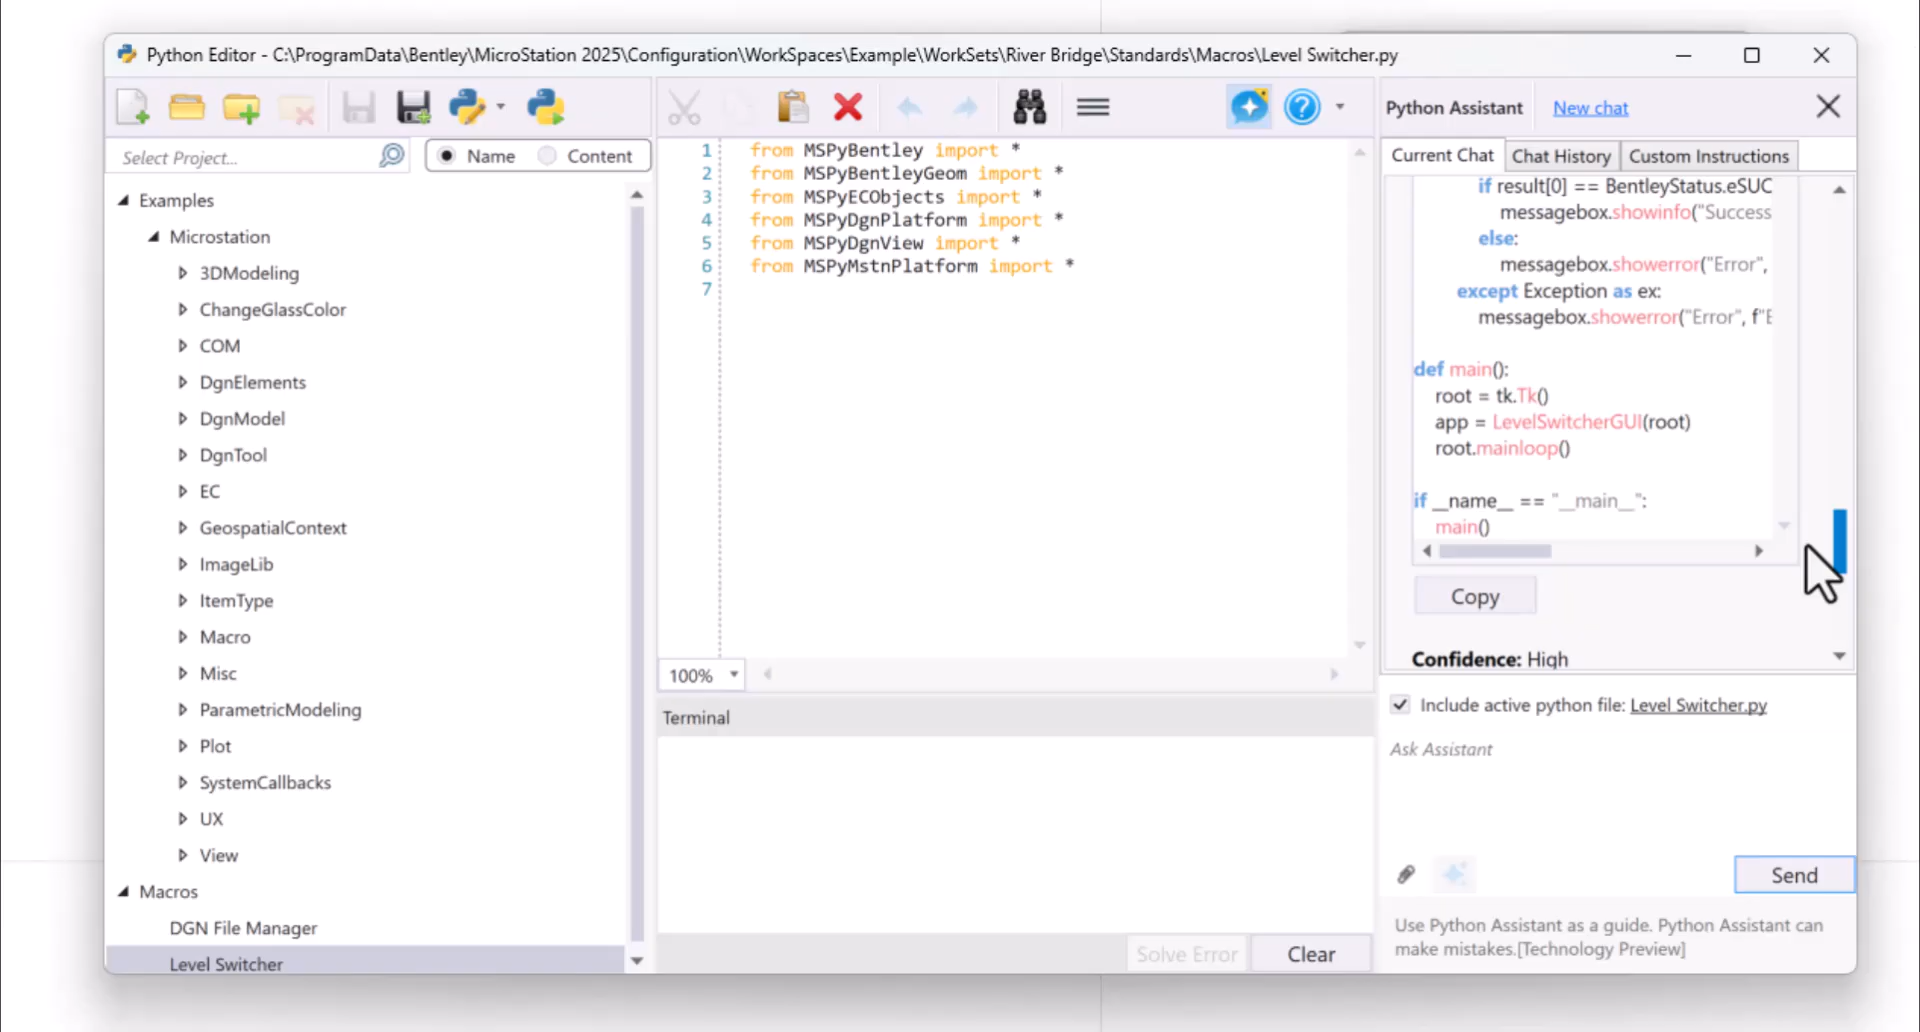 Python Editor - C:\ProgramData\Bentley\MicroStation 2025\Configuration\WorkSpaces\Example\WorkSets\River Bridge\Standards\Macros\Level Switcher.py
Select Project...
Name
Content
Examples
Microstation
3DModeling
ChangeGlassColor
COM
DgnElements
DgnModel
DgnTool
EC
GeospatialContext
ImageLib
ItemType
Macro
Misc
ParametricModeling
Plot
SystemCallbacks
UX
View
Macros
DGN File Manager
Level Switcher
1 from MSPyBentley import *
2 from MSPyBentleyGeom import *
3 from MSPyECObjects import *
4 from MSPyDgnPlatform import *
5 from MSPyDgnView import *
6 from MSPyMstnPlatform import *
7
100%
Terminal
Solve Error
Clear
Python Assistant
New chat
Current Chat
Chat History
Custom Instructions
if result[0] == BentleyStatus.eSUC
messagebox.showinfo("Success
else:
messagebox.showerror("Error",
except Exception as ex:
messagebox.showerror("Error", f"E
def main():
root = tk.Tk()
app = LevelSwitcherGUI(root)
root.mainloop()
if __name__ == "__main__":
main()
Copy
Confidence: High
Include active python file: Level Switcher.py
Ask Assistant
Send
Use Python Assistant as a guide. Python Assistant can
make mistakes.[Technology Preview]